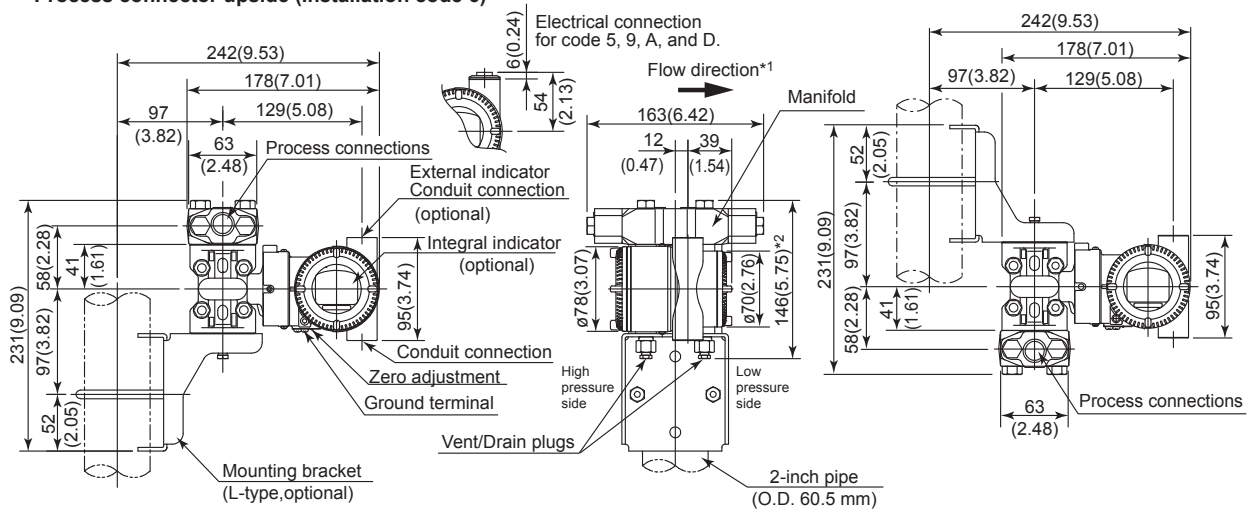 Electrical connection
for code 5, 9, A, and D.
6(0.24)
54
(2.13)
Flow direction*1
242(9.53)
178(7.01)
97
(3.82)
129(5.08)
63
(2.48)
Process connections
External indicator
Conduit connection
(optional)
Integral indicator
(optional)
231(9.09)
58(2.28)
41
(1.61)
97(3.82)
52
(2.05)
95(3.74)
Conduit connection
Zero adjustment
Ground terminal
Mounting bracket
(L-type,optional)
163(6.42)
12
(0.47)
39
(1.54)
Manifold
ø78(3.07)
ø70(2.76)
146(5.75)*2
High
pressure
side
Low
pressure
side
Vent/Drain plugs
2-inch pipe
(O.D. 60.5 mm)
242(9.53)
178(7.01)
97(3.82)
129(5.08)
52
(2.05)
231(9.09)
97(3.82)
41
(1.61)
58(2.28)
95(3.74)
63
(2.48)
Process connections